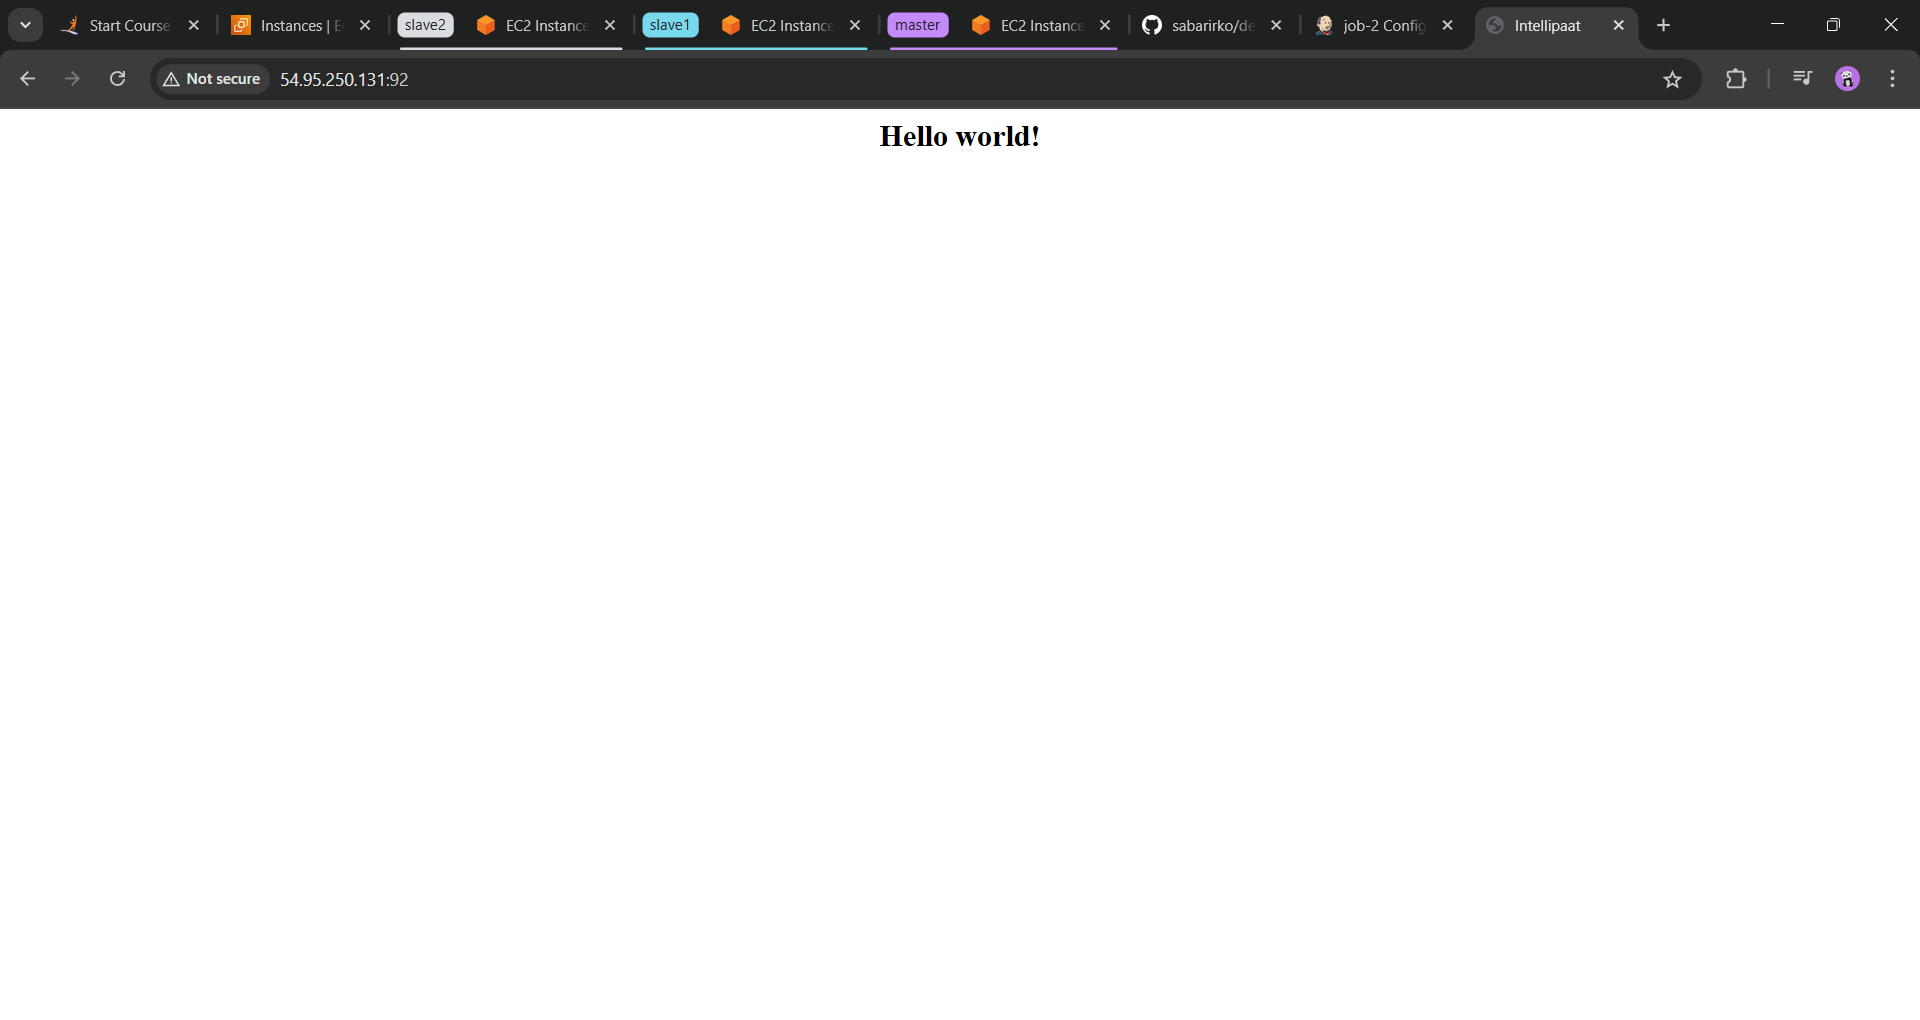 Start Course
Instances | E
slave2
EC2 Instance
slave1
EC2 Instance
master
EC2 Instance
sabarirko/de
job-2 Config
Intellipaat
Not secure
54.95.250.131:92
Hello world!